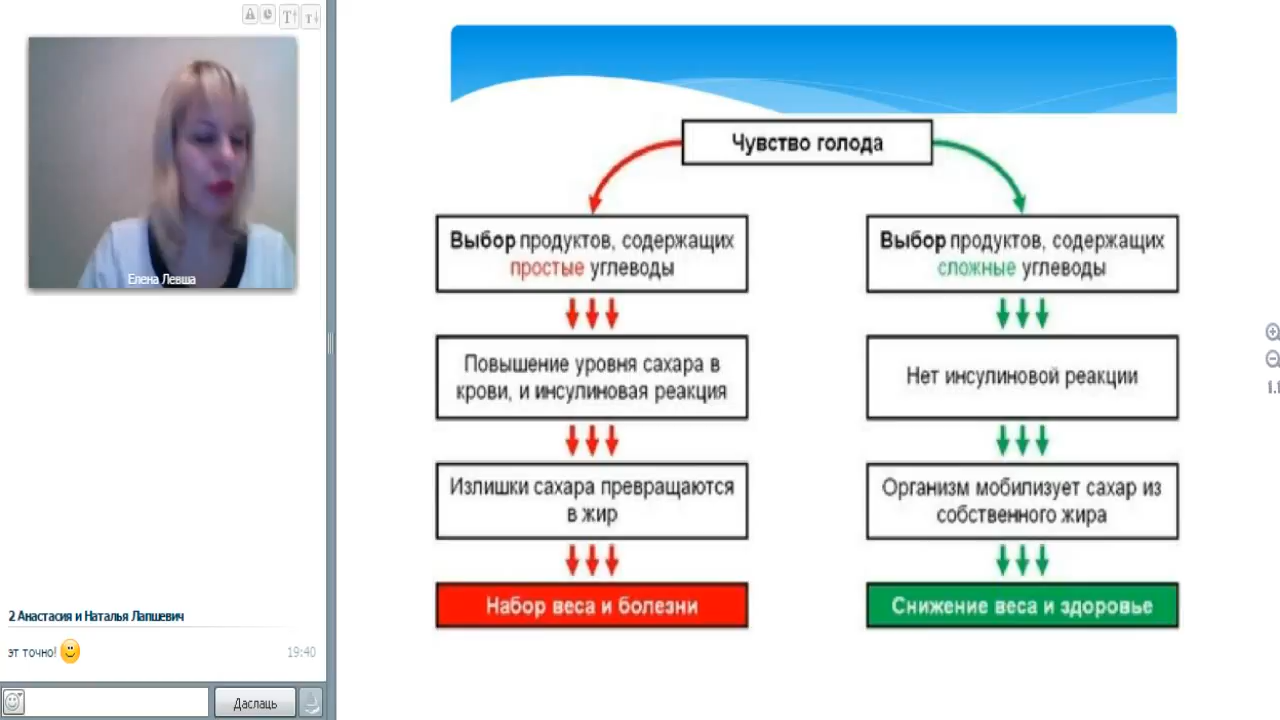 Елена Левша
2 Анастасия и Наталья Лапшевич
эт точно!
19:40
Даслаць
Чувство голода
Выбор продуктов, содержащих
простые углеводы
Повышение уровня сахара в
крови, и инсулиновая реакция
Излишки сахара превращаются
в жир
Набор веса и болезни
Выбор продуктов, содержащих
сложные углеводы
Нет инсулиновой реакции
Организм мобилизует сахар из
собственного жира
Снижение веса и здоровье